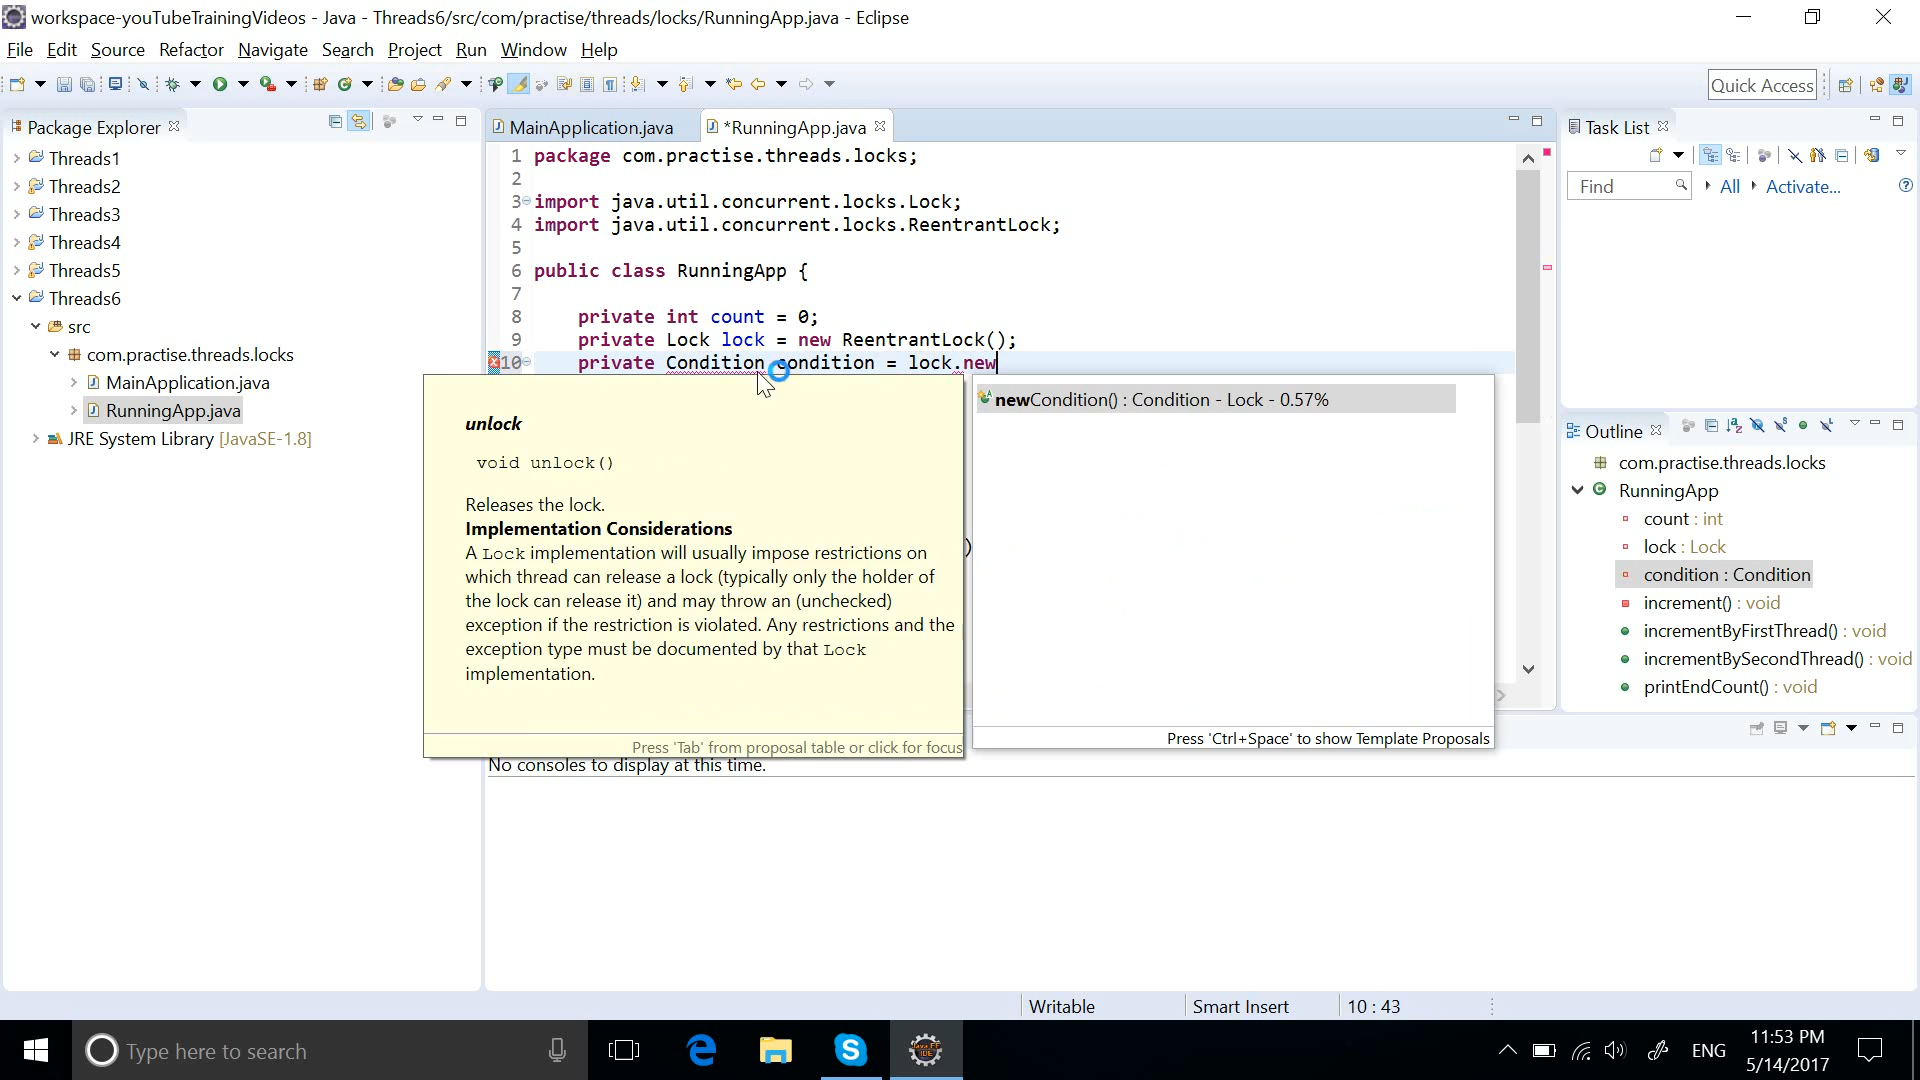 workspace-youTubeTrainingVideos - Java - Threads6/src/com/practise/threads/locks/RunningApp.java - Eclipse
File Edit Source Refactor Navigate Search Project Run Window Help
Quick Access
Package Explorer
Threads1
Threads2
Threads3
Threads4
Threads5
Threads6
src
com.practise.threads.locks
MainApplication.java
RunningApp.java
JRE System Library [JavaSE-1.8]
MainApplication.java
*RunningApp.java
1 package com.practise.threads.locks;
2
3 import java.util.concurrent.locks.Lock;
4 import java.util.concurrent.locks.ReentrantLock;
5
6 public class RunningApp {
7
8 private int count = 0;
9 private Lock lock = new ReentrantLock();
10 private Condition condition = lock.new
)
unlock
void unlock()
Releases the lock.
Implementation Considerations
A Lock implementation will usually impose restrictions on
which thread can release a lock (typically only the holder of
the lock can release it) and may throw an (unchecked)
exception if the restriction is violated. Any restrictions and the
exception type must be documented by that Lock
implementation.
Press 'Tab' from proposal table or click for focus
newCondition() : Condition - Lock - 0.57%
Press 'Ctrl+Space' to show Template Proposals
No consoles to display at this time.
Task List
Find
All
Activate...
Outline
com.practise.threads.locks
RunningApp
count : int
lock : Lock
condition : Condition
increment() : void
incrementByFirstThread() : void
incrementBySecondThread() : void
printEndCount() : void
Writable
Smart Insert
10 : 43
Type here to search
ENG
11:53 PM
5/14/2017